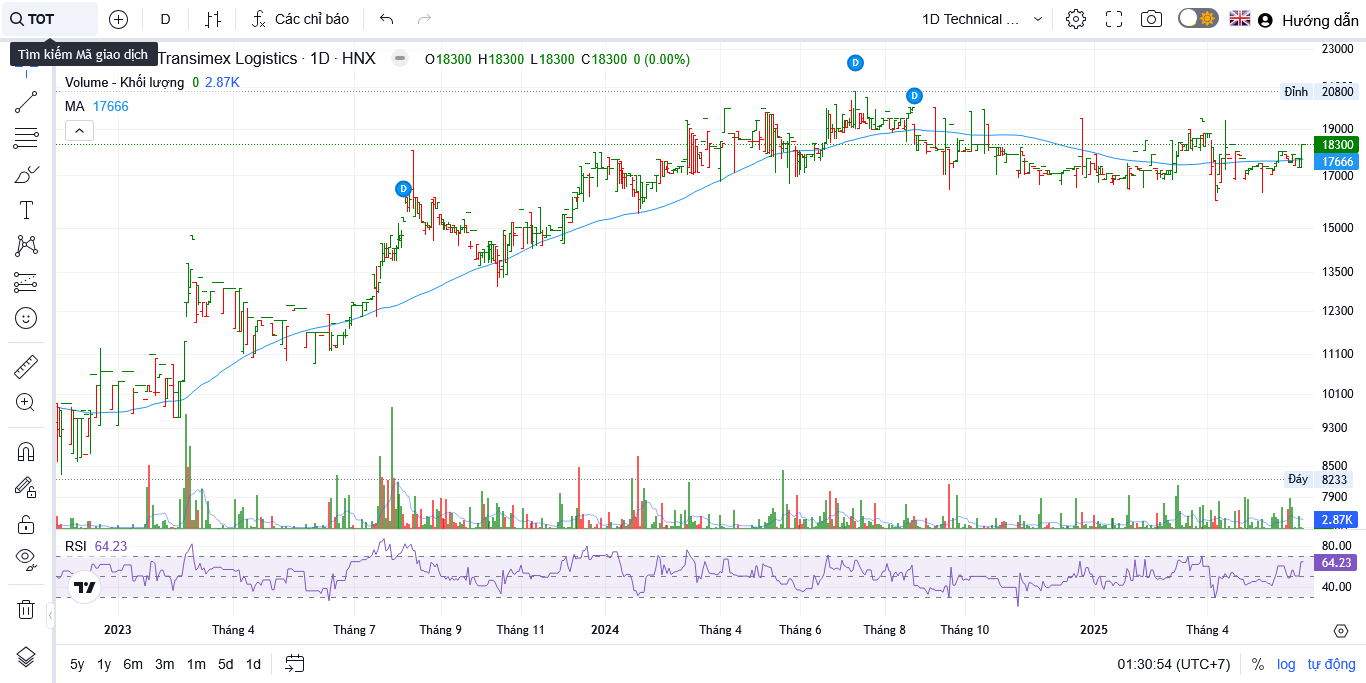 TOT
D
Các chỉ báo
1D Technical ...
Hướng dẫn
Tìm kiếm Mã giao dịch
Transimex Logistics · 1D · HNX
O18300 H18300 L18300 C18300 0 (0.00%)
Volume - Khối lượng 0 2.87K
MA 17666
D
D
D
23000
Đỉnh 20800
19000
18300
17666
17000
15000
13500
12300
11100
10100
9300
8500
Đáy 8233
7900
2.87K
RSI 64.23
80.00
64.23
40.00
2023 Tháng 4 Tháng 7 Tháng 9 Tháng 11 2024 Tháng 4 Tháng 6 Tháng 8 Tháng 10 2025 Tháng 4
5y 1y 6m 3m 1m 5d 1d
01:30:54 (UTC+7) % log tự động